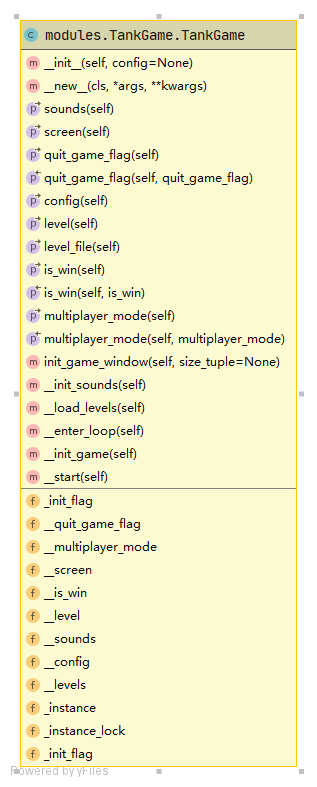 c modules.TankGame.TankGame
m __init__(self, config=None)
m __new__(cls, *args, **kwargs)
p sounds(self)
p screen(self)
p quit_game_flag(self)
p quit_game_flag(self, quit_game_flag)
p config(self)
p level(self)
p level_file(self)
p is_win(self)
p is_win(self, is_win)
p multiplayer_mode(self)
p multiplayer_mode(self, multiplayer_mode)
m init_game_window(self, size_tuple=None)
m __init_sounds(self)
m __load_levels(self)
m __enter_loop(self)
m __init_game(self)
m __start(self)
f _init_flag
f __quit_game_flag
f __multiplayer_mode
f __screen
f __is_win
f __level
f __sounds
f __config
f __levels
f _instance
f _instance_lock
f _init_flag
Powered by yFiles